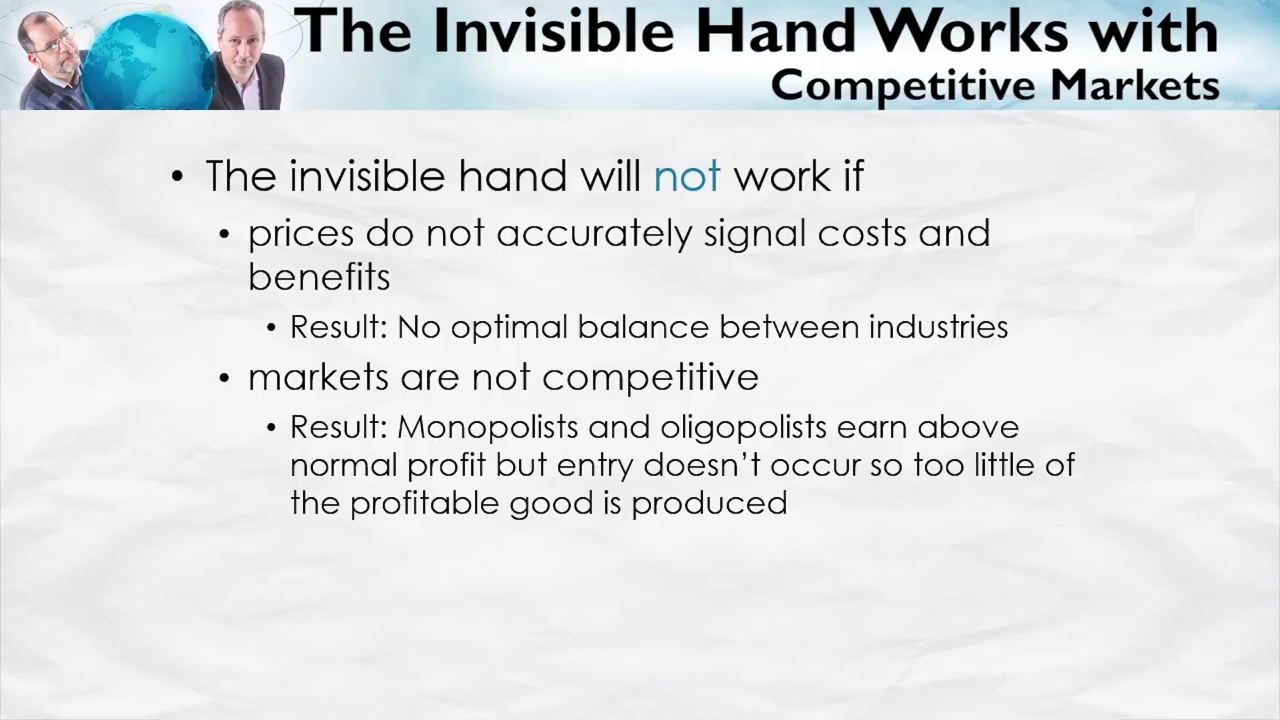 The Invisible Hand Works with
Competitive Markets
• The invisible hand will not work if
• prices do not accurately signal costs and
benefits
• Result: No optimal balance between industries
• markets are not competitive
• Result: Monopolists and oligopolists earn above
normal profit but entry doesn’t occur so too little of
the profitable good is produced